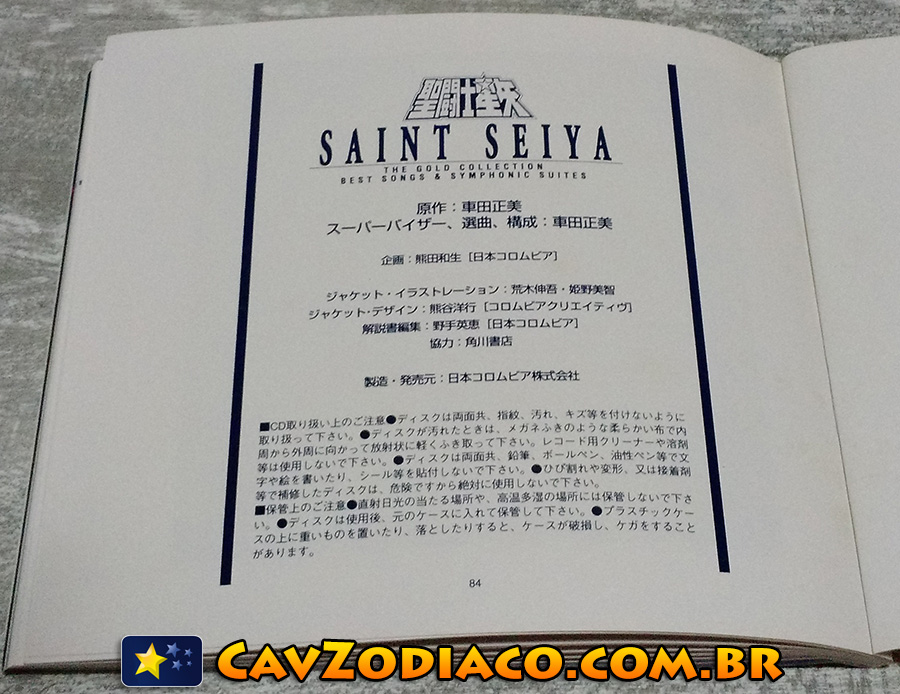 聖闘士星矢
SAINT SEIYA
THE GOLD COLLECTION
BEST SONGS & SYMPHONIC SUITES
原作：車田正美
スーパーバイザー、選曲、構成：車田正美
企画：熊田和生［日本コロムビア］
ジャケット・イラストレーション：荒木伸吾・姫野美智
ジャケット・デザイン：熊谷洋行［コロムビアクリエイティヴ］
解説書編集：野手英恵［日本コロムビア］
協力：角川書店
製造・発売元：日本コロムビア株式会社
■CD取り扱い上のご注意●ディスクは両面共、指紋、汚れ、キズ等を付けないように
取り扱って下さい。●ディスクが汚れたときは、メガネふきのような柔らかい布で内
周から外周に向かって放射状に軽くふき取って下さい。レコード用クリーナーや溶剤
等は使用しないで下さい。●ディスクは両面共、鉛筆、ボールペン、油性ペン等で文
字や絵を書いたり、シール等を貼付しないで下さい。●ひび割れや変形、又は接着剤
等で補修したディスクは、危険ですから絶対に使用しないで下さい。
■保管上のご注意●直射日光の当たる場所や、高温多湿の場所には保管しないで下さ
い。●ディスクは使用後、元のケースに入れて保管して下さい。●プラスチックケー
スの上に重いものを置いたり、落としたりすると、ケースが破損し、ケガをすること
があります。
84
CAVZODIACO.COM.BR